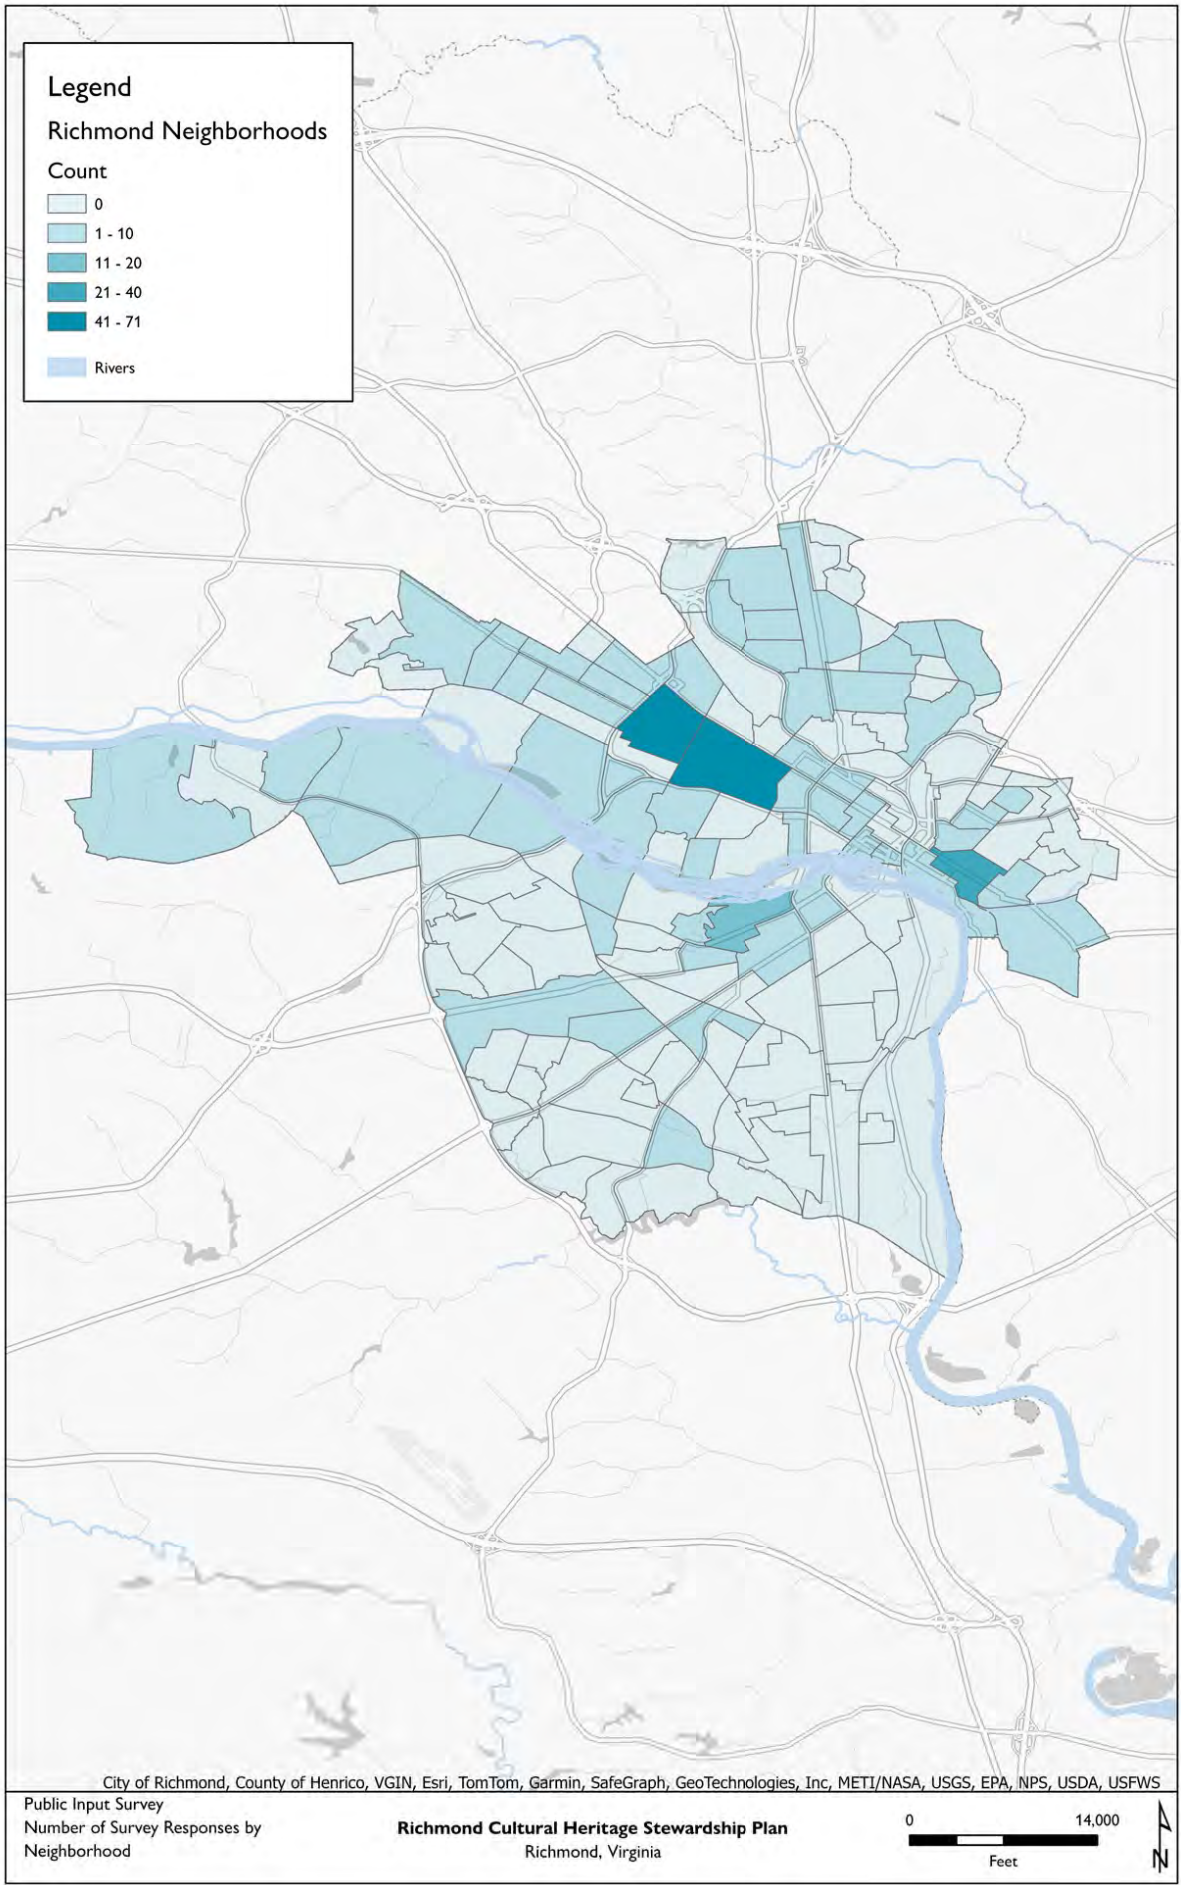 Legend
Richmond Neighborhoods
Count
0
1 - 10
11 - 20
21 - 40
41 - 71
Rivers
City of Richmond, County of Henrico, VGIN, Esri, TomTom, Garmin, SafeGraph, GeoTechnologies, Inc, METI/NASA, USGS, EPA, NPS, USDA, USFWS
Public Input Survey
Number of Survey Responses by
Neighborhood
Richmond Cultural Heritage Stewardship Plan
Richmond, Virginia
0 14,000
Feet
N